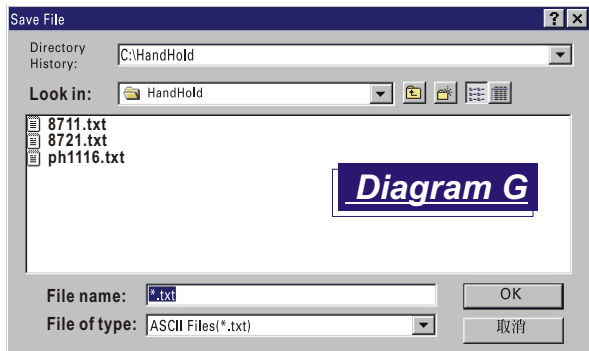 Save File
Directory
History:
C:\HandHold
Look in:
HandHold
8711.txt
8721.txt
ph1116.txt
Diagram G
File name:
*.txt
OK
File of type:
ASCII Files(*.txt)
取消